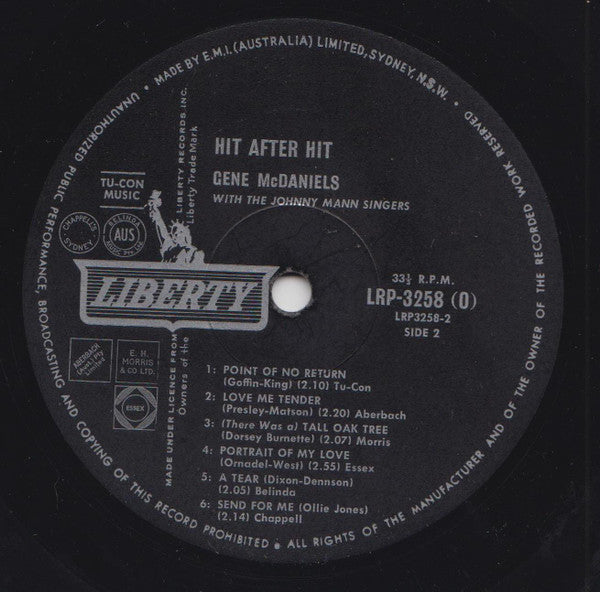 UNAUTHORIZED PUBLIC PERFORMANCE, BROADCASTING AND COPYING OF THIS RECORD PROHIBITED • ALL RIGHTS OF THE MANUFACTURER AND OF THE OWNER OF THE RECORDED WORK RESERVED
• MADE BY E.M.I. (AUSTRALIA) LIMITED, SYDNEY, N.S.W. •
HIT AFTER HIT
GENE McDANIELS
WITH THE JOHNNY MANN SINGERS
TU-CON
MUSIC
CHAPPELL'S
SYDNEY
BELINDA
AUS
LIBERTY RECORDS INC.
Liberty Trade Mark
MADE UNDER LICENCE FROM
Owners of the
LIBERTY
33⅓ R.P.M.
LRP-3258 (O)
LRP3258-2
SIDE 2
ABERBACH
Limited
E. H.
MORRIS
& CO LTD.
ESSEX
1: POINT OF NO RETURN
(Goffin-King) (2.10) Tu-Con
2: LOVE ME TENDER
(Presley-Matson) (2.20) Aberbach
3: (There Was a) TALL OAK TREE
(Dorsey Burnette) (2.07) Morris
4: PORTRAIT OF MY LOVE
(Ornadel-West) (2.55) Essex
5: A TEAR (Dixon-Dennson)
(2.05) Belinda
6: SEND FOR ME (Ollie Jones)
(2.14) Chappell